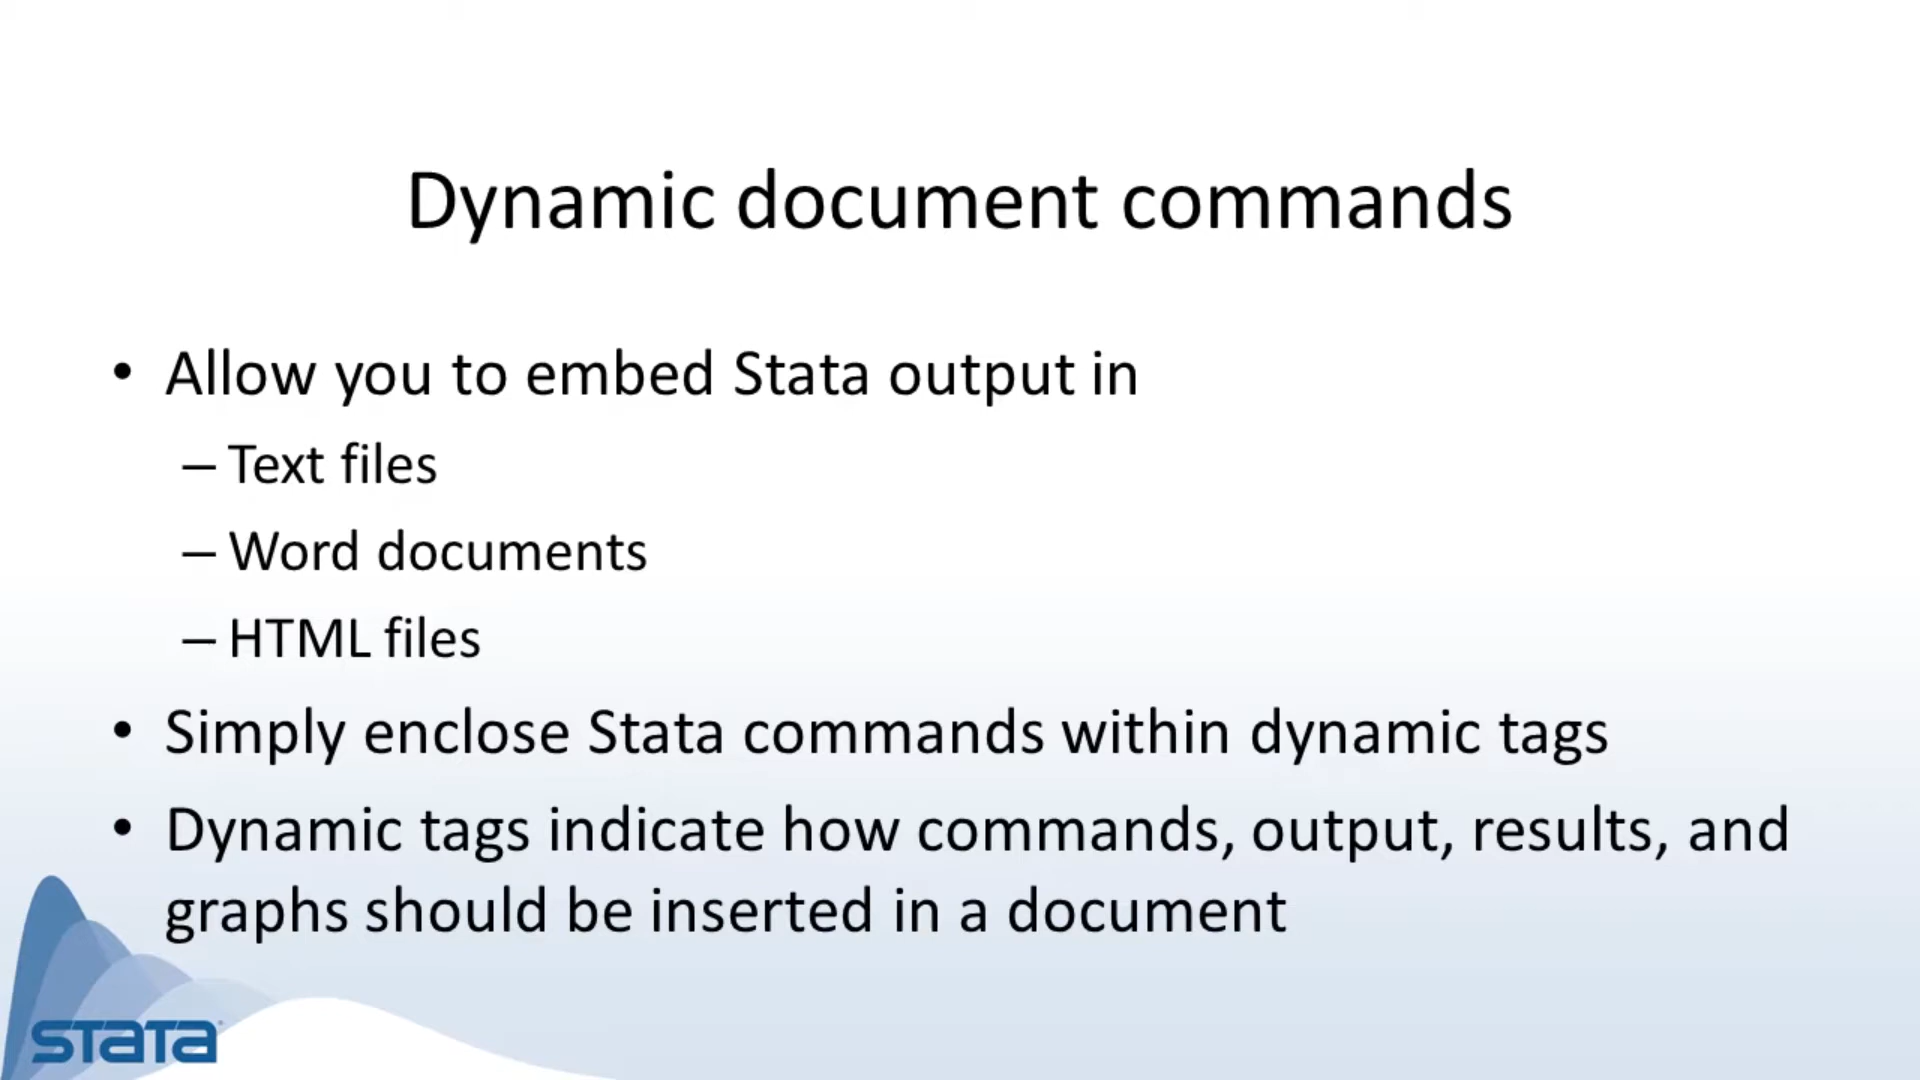 Dynamic document commands
• Allow you to embed Stata output in
– Text files
– Word documents
– HTML files
• Simply enclose Stata commands within dynamic tags
• Dynamic tags indicate how commands, output, results, and
graphs should be inserted in a document
stata